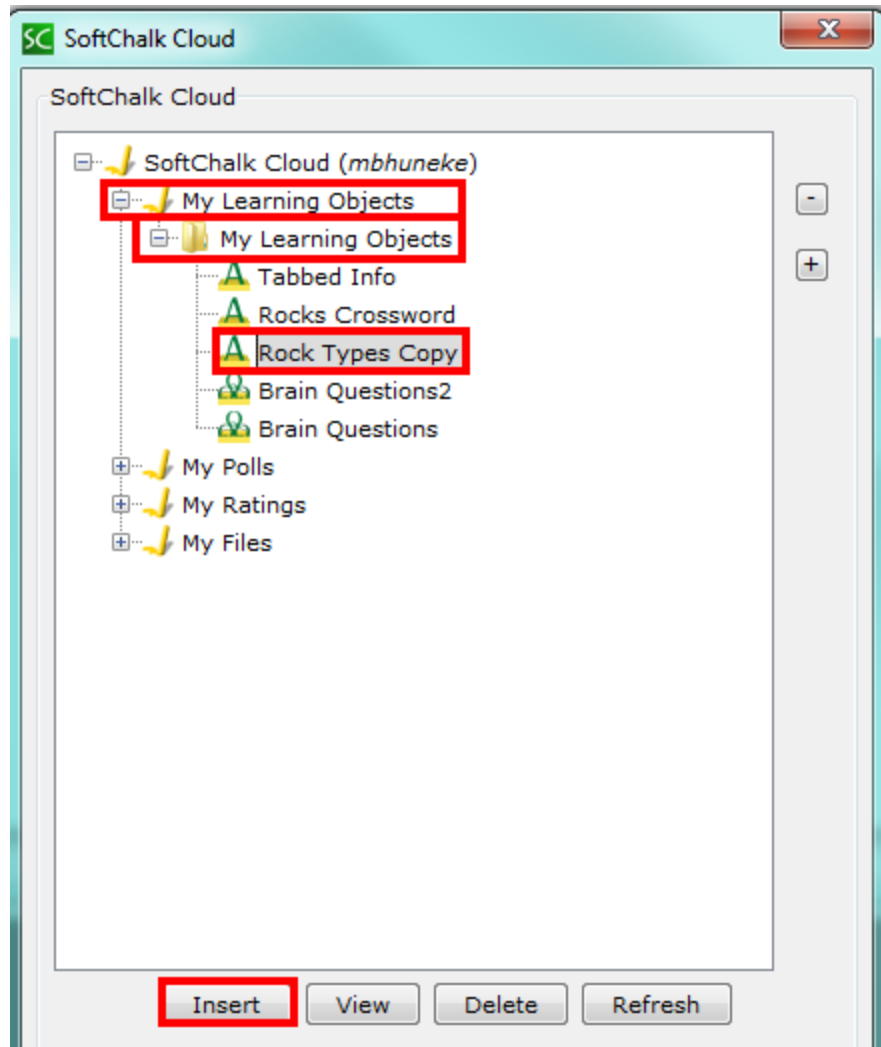 SC SoftChalk Cloud
SoftChalk Cloud
SoftChalk Cloud (mbhuneke)
My Learning Objects
My Learning Objects
A Tabbed Info
A Rocks Crossword
A Rock Types Copy
Brain Questions2
Brain Questions
My Polls
My Ratings
My Files
Insert View Delete Refresh